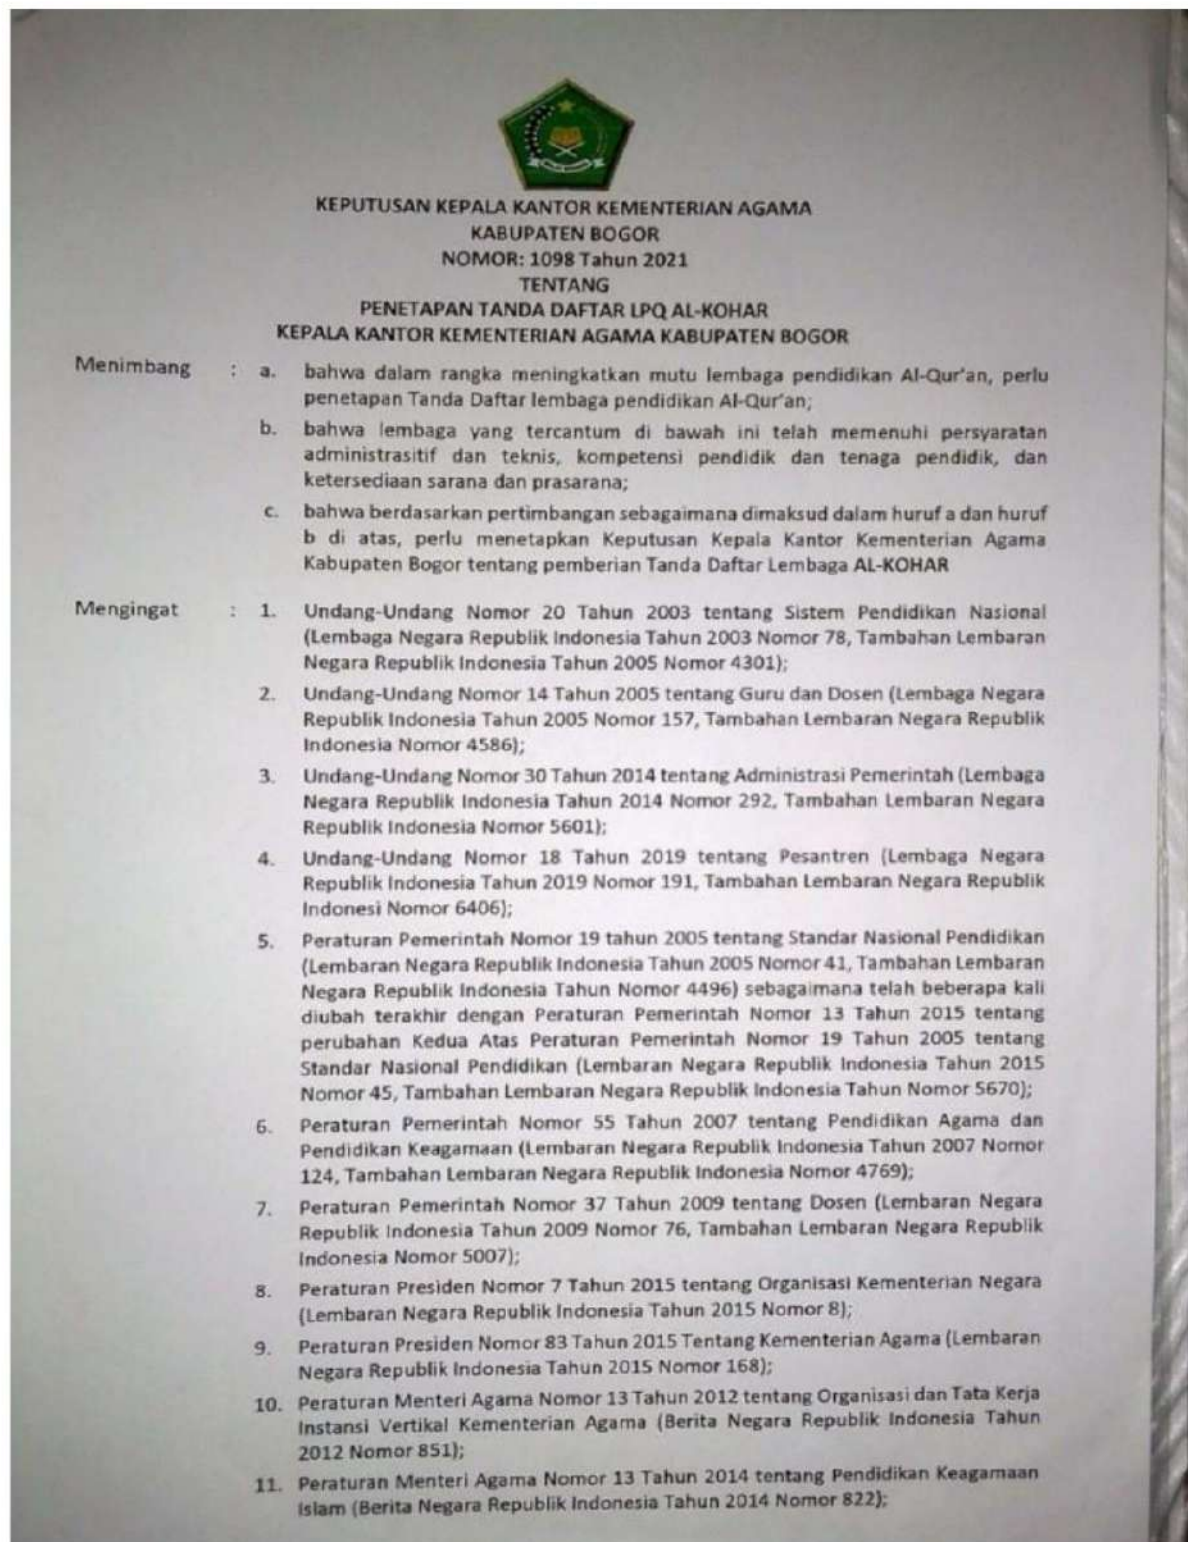 KEPUTUSAN KEPALA KANTOR KEMENTERIAN AGAMA
KABUPATEN BOGOR
NOMOR: 1098 Tahun 2021
TENTANG
PENETAPAN TANDA DAFTAR LPQ AL-KOHAR
KEPALA KANTOR KEMENTERIAN AGAMA KABUPATEN BOGOR
Menimbang : a. bahwa dalam rangka meningkatkan mutu lembaga pendidikan Al-Qur'an, perlu
penetapan Tanda Daftar lembaga pendidikan Al-Qur'an;
b. bahwa lembaga yang tercantum di bawah ini telah memenuhi persyaratan
administrasitif dan teknis, kompetensi pendidik dan tenaga pendidik, dan
ketersediaan sarana dan prasarana;
c. bahwa berdasarkan pertimbangan sebagaimana dimaksud dalam huruf a dan huruf
b di atas, perlu menetapkan Keputusan Kepala Kantor Kementerian Agama
Kabupaten Bogor tentang pemberian Tanda Daftar Lembaga AL-KOHAR
Mengingat : 1. Undang-Undang Nomor 20 Tahun 2003 tentang Sistem Pendidikan Nasional
(Lembaga Negara Republik Indonesia Tahun 2003 Nomor 78, Tambahan Lembaran
Negara Republik Indonesia Tahun 2005 Nomor 4301);
2. Undang-Undang Nomor 14 Tahun 2005 tentang Guru dan Dosen (Lembaga Negara
Republik Indonesia Tahun 2005 Nomor 157, Tambahan Lembaran Negara Republik
Indonesia Nomor 4586);
3. Undang-Undang Nomor 30 Tahun 2014 tentang Administrasi Pemerintah (Lembaga
Negara Republik Indonesia Tahun 2014 Nomor 292, Tambahan Lembaran Negara
Republik Indonesia Nomor 5601);
4. Undang-Undang Nomor 18 Tahun 2019 tentang Pesantren (Lembaga Negara
Republik Indonesia Tahun 2019 Nomor 191, Tambahan Lembaran Negara Republik
Indonesi Nomor 6406);
5. Peraturan Pemerintah Nomor 19 tahun 2005 tentang Standar Nasional Pendidikan
(Lembaran Negara Republik Indonesia Tahun 2005 Nomor 41, Tambahan Lembaran
Negara Republik Indonesia Tahun Nomor 4496) sebagaimana telah beberapa kali
diubah terakhir dengan Peraturan Pemerintah Nomor 13 Tahun 2015 tentang
perubahan Kedua Atas Peraturan Pemerintah Nomor 19 Tahun 2005 tentang
Standar Nasional Pendidikan (Lembaran Negara Republik Indonesia Tahun 2015
Nomor 45, Tambahan Lembaran Negara Republik Indonesia Tahun Nomor 5670);
6. Peraturan Pemerintah Nomor 55 Tahun 2007 tentang Pendidikan Agama dan
Pendidikan Keagamaan (Lembaran Negara Republik Indonesia Tahun 2007 Nomor
124, Tambahan Lembaran Negara Republik Indonesia Nomor 4769);
7. Peraturan Pemerintah Nomor 37 Tahun 2009 tentang Dosen (Lembaran Negara
Republik Indonesia Tahun 2009 Nomor 76, Tambahan Lembaran Negara Republik
Indonesia Nomor 5007);
8. Peraturan Presiden Nomor 7 Tahun 2015 tentang Organisasi Kementerian Negara
(Lembaran Negara Republik Indonesia Tahun 2015 Nomor 8);
9. Peraturan Presiden Nomor 83 Tahun 2015 Tentang Kementerian Agama (Lembaran
Negara Republik Indonesia Tahun 2015 Nomor 168);
10. Peraturan Menteri Agama Nomor 13 Tahun 2012 tentang Organisasi dan Tata Kerja
Instansi Vertikal Kementerian Agama (Berita Negara Republik Indonesia Tahun
2012 Nomor 851);
11. Peraturan Menteri Agama Nomor 13 Tahun 2014 tentang Pendidikan Keagamaan
Islam (Berita Negara Republik Indonesia Tahun 2014 Nomor 822);